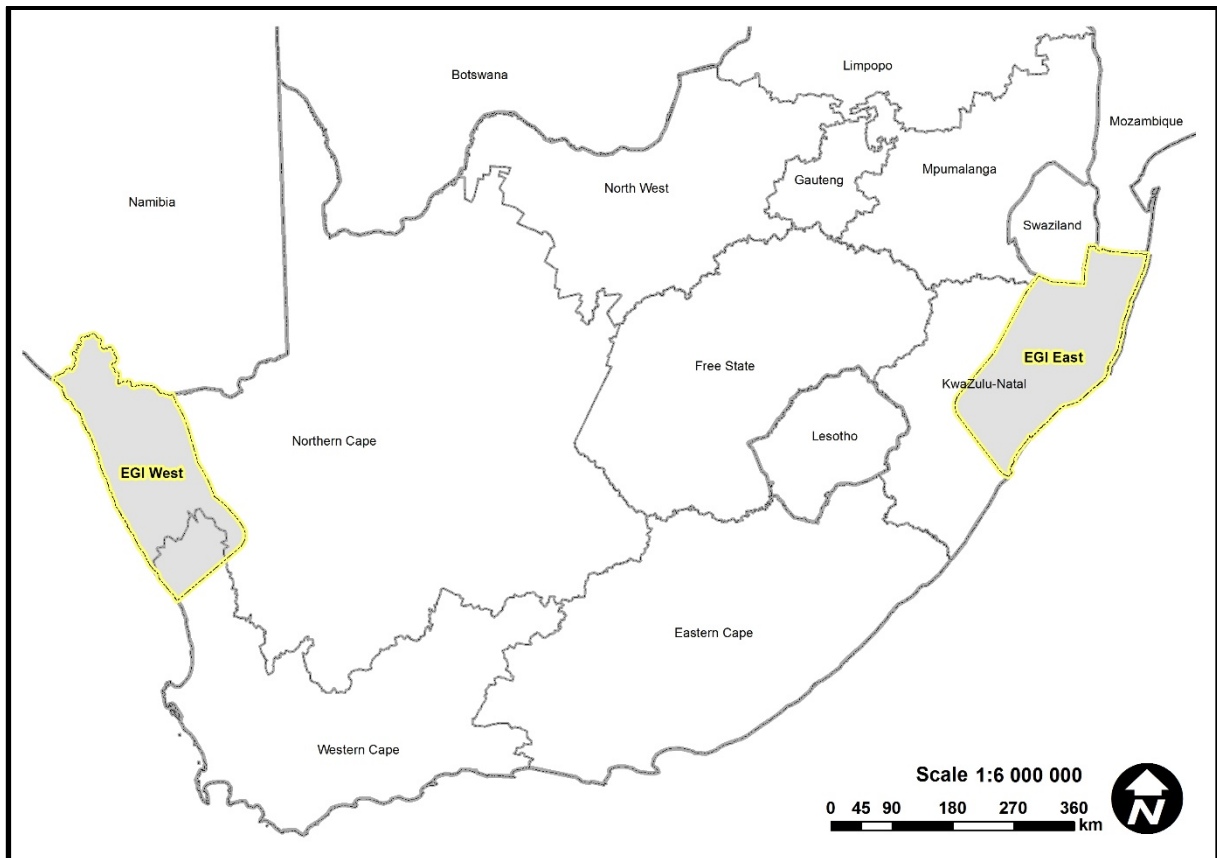 Limpopo
Botswana
Mozambique
Mpumalanga
Gauteng
North West
Namibia
Swaziland
EGI East
Free State
KwaZulu-Natal
Lesotho
Northern Cape
EGI West
Eastern Cape
Western Cape
Scale 1:6 000 000
0 45 90 180 270 360
km
N